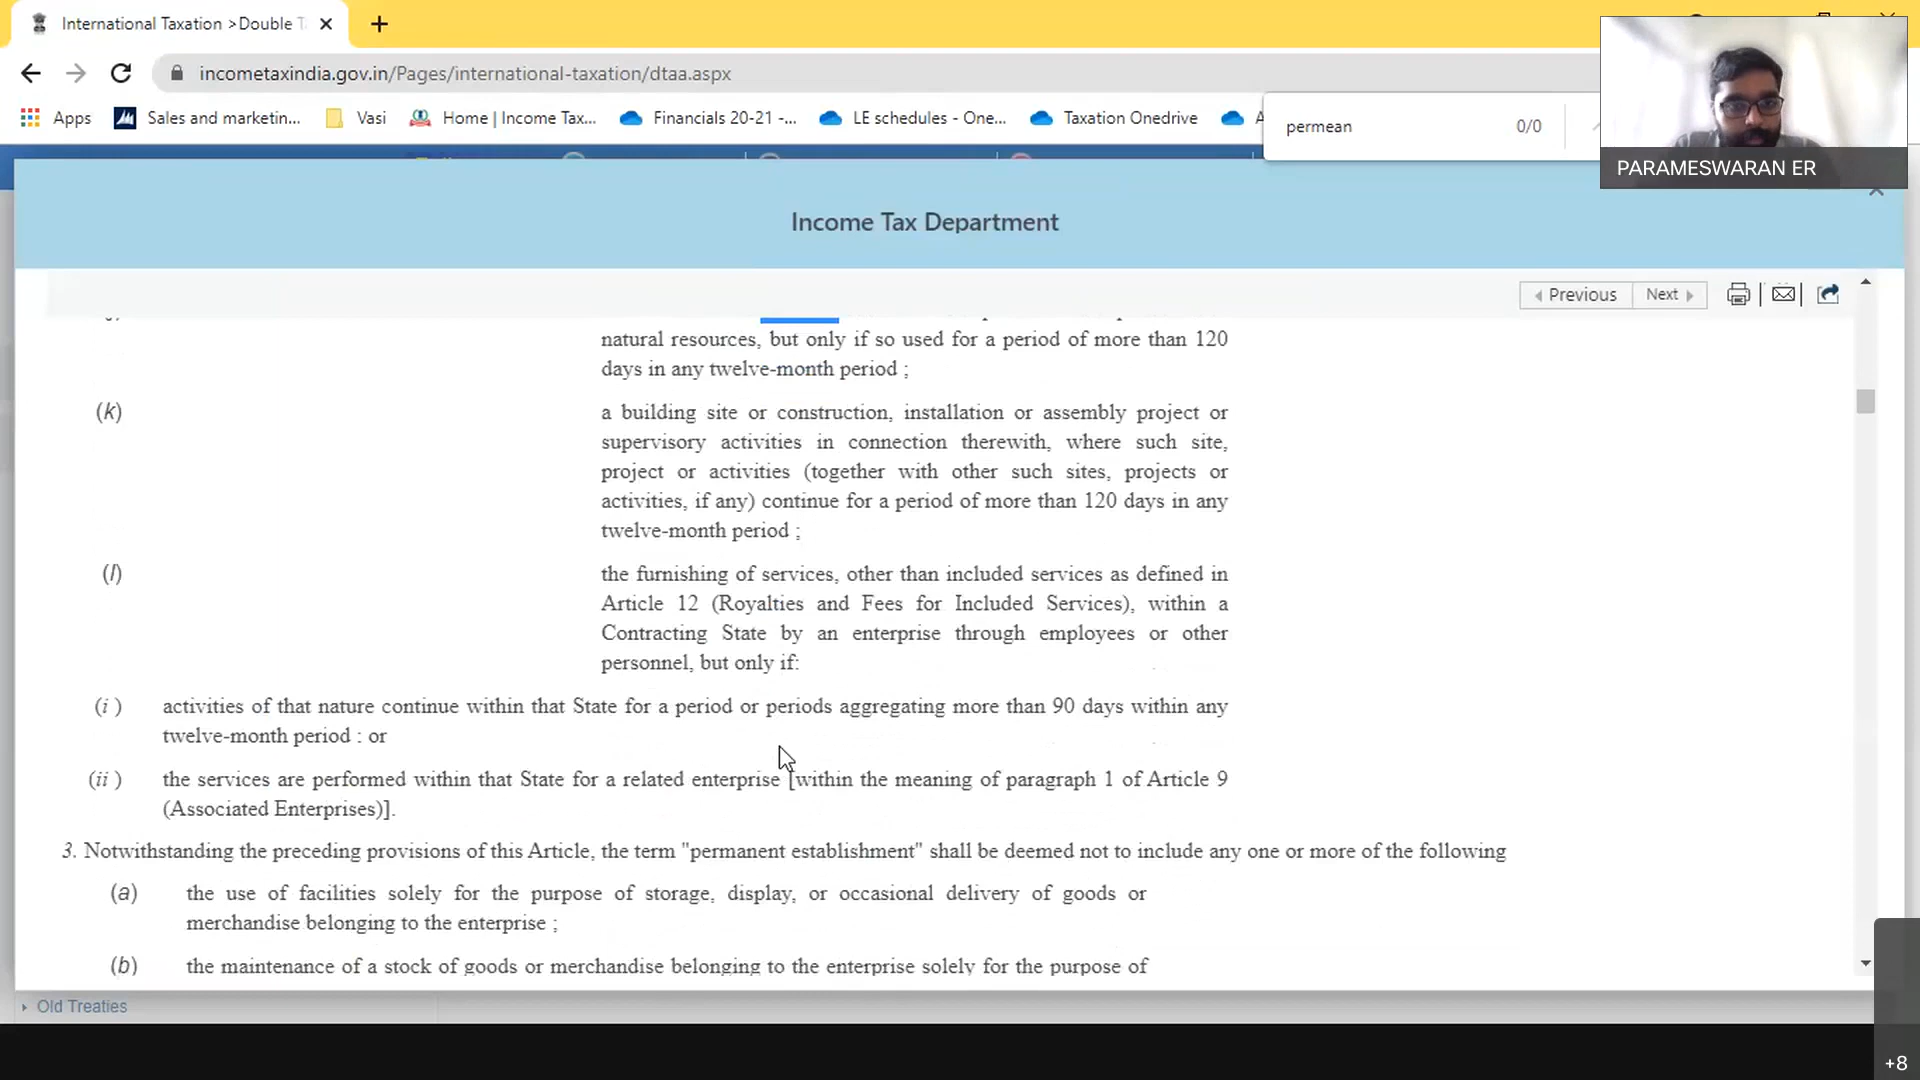 International Taxation >Double T
incometaxindia.gov.in/Pages/international-taxation/dtaa.aspx
Apps
Sales and marketin...
Vasi
Home | Income Tax...
Financials 20-21 -...
LE schedules - One...
Taxation Onedrive
A
permean
0/0
PARAMESWARAN ER
Income Tax Department
Previous
Next
natural resources, but only if so used for a period of more than 120
days in any twelve-month period ;
(k)
a building site or construction, installation or assembly project or
supervisory activities in connection therewith, where such site,
project or activities (together with other such sites, projects or
activities, if any) continue for a period of more than 120 days in any
twelve-month period ;
(l)
the furnishing of services, other than included services as defined in
Article 12 (Royalties and Fees for Included Services), within a
Contracting State by an enterprise through employees or other
personnel, but only if:
(i ) activities of that nature continue within that State for a period or periods aggregating more than 90 days within any
twelve-month period : or
(ii ) the services are performed within that State for a related enterprise [within the meaning of paragraph 1 of Article 9
(Associated Enterprises)].
3. Notwithstanding the preceding provisions of this Article, the term "permanent establishment" shall be deemed not to include any one or more of the following
(a) the use of facilities solely for the purpose of storage, display, or occasional delivery of goods or
merchandise belonging to the enterprise ;
(b) the maintenance of a stock of goods or merchandise belonging to the enterprise solely for the purpose of
Old Treaties
+8